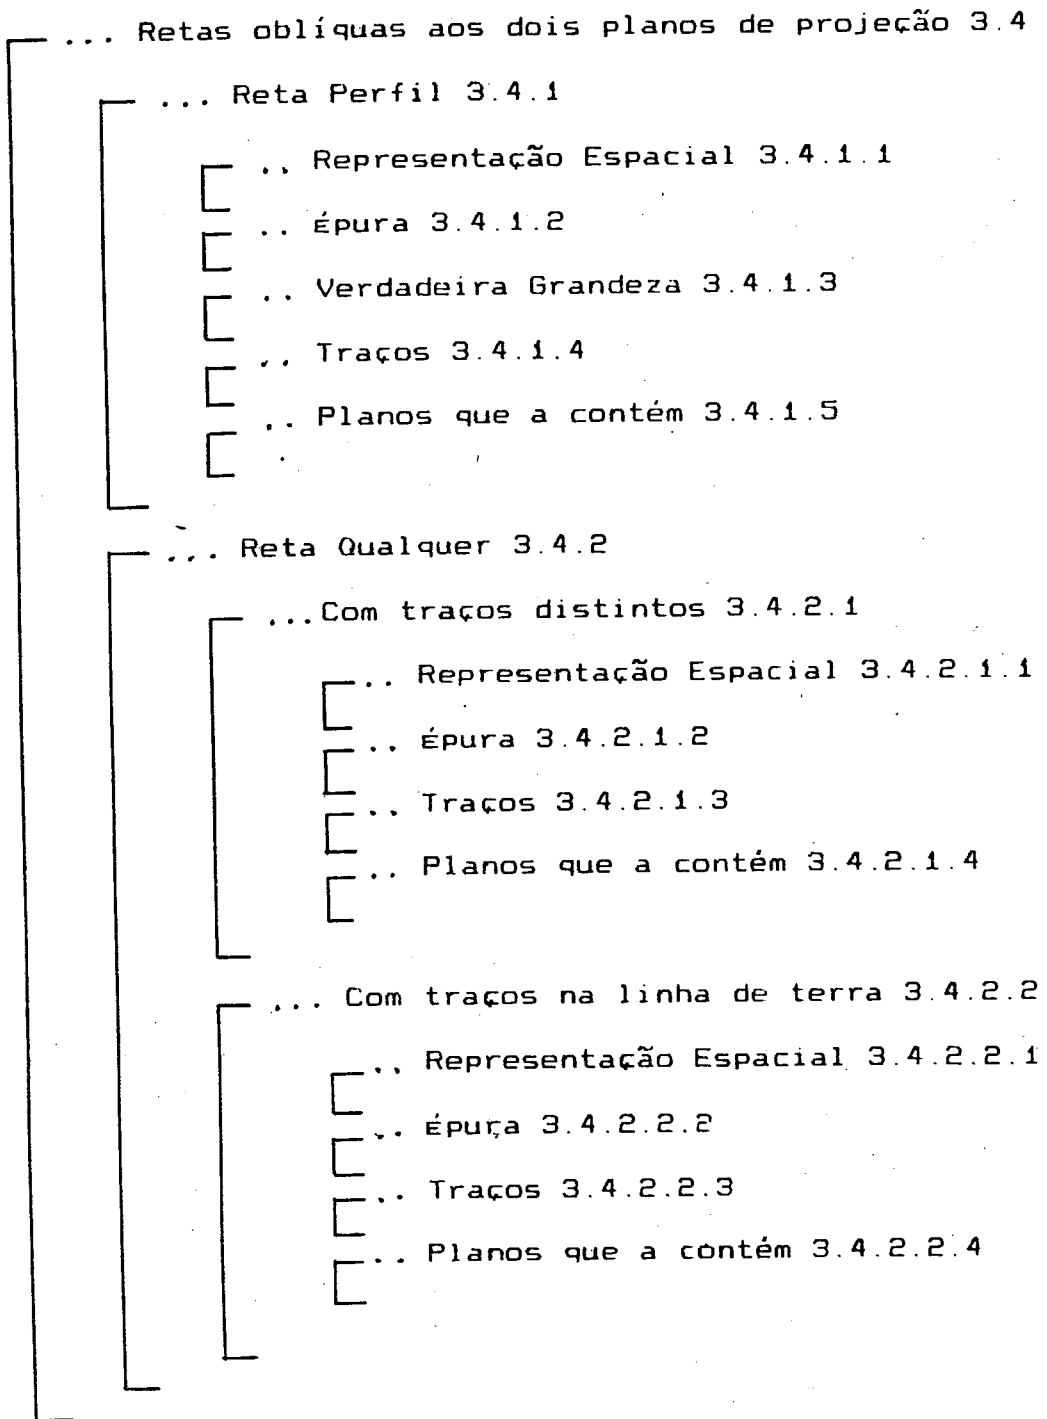 ... Retas oblíquas aos dois planos de projeção 3.4
... Reta Perfil 3.4.1
.. Representação Espacial 3.4.1.1
.. Épura 3.4.1.2
.. Verdadeira Grandeza 3.4.1.3
.. Traços 3.4.1.4
.. Planos que a contém 3.4.1.5
... Reta Qualquer 3.4.2
...Com traços distintos 3.4.2.1
.. Representação Espacial 3.4.2.1.1
.. Épura 3.4.2.1.2
.. Traços 3.4.2.1.3
.. Planos que a contém 3.4.2.1.4
... Com traços na linha de terra 3.4.2.2
.. Representação Espacial 3.4.2.2.1
.. Épura 3.4.2.2.2
.. Traços 3.4.2.2.3
.. Planos que a contém 3.4.2.2.4